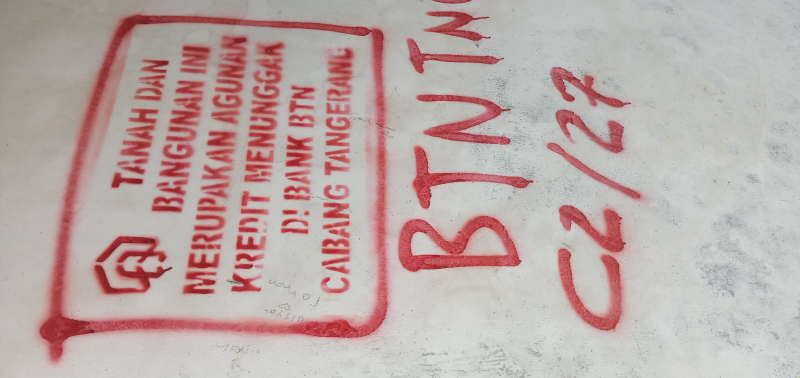 TANAH DAN
BANGUNAN INI
MERUPAKAN AGUNAN
KREDIT MENUNGGAK
DI BANK BTN
CABANG TANGERANG
BTN TNG
C2/27